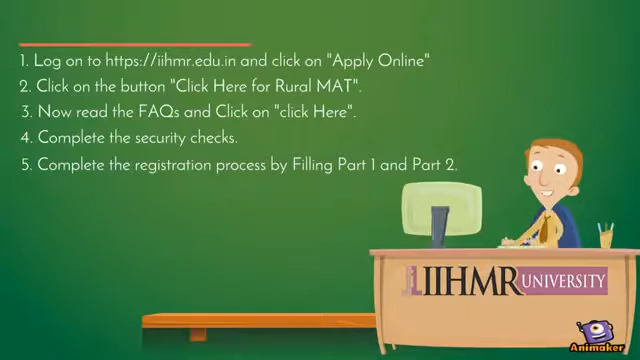 1. Log on to https://iihmr.edu.in and click on "Apply Online"
2. Click on the button "Click Here for Rural MAT".
3. Now read the FAQs and Click on "click Here".
4. Complete the security checks.
5. Complete the registration process by Filling Part 1 and Part 2.
IIHMR UNIVERSITY
Animaker